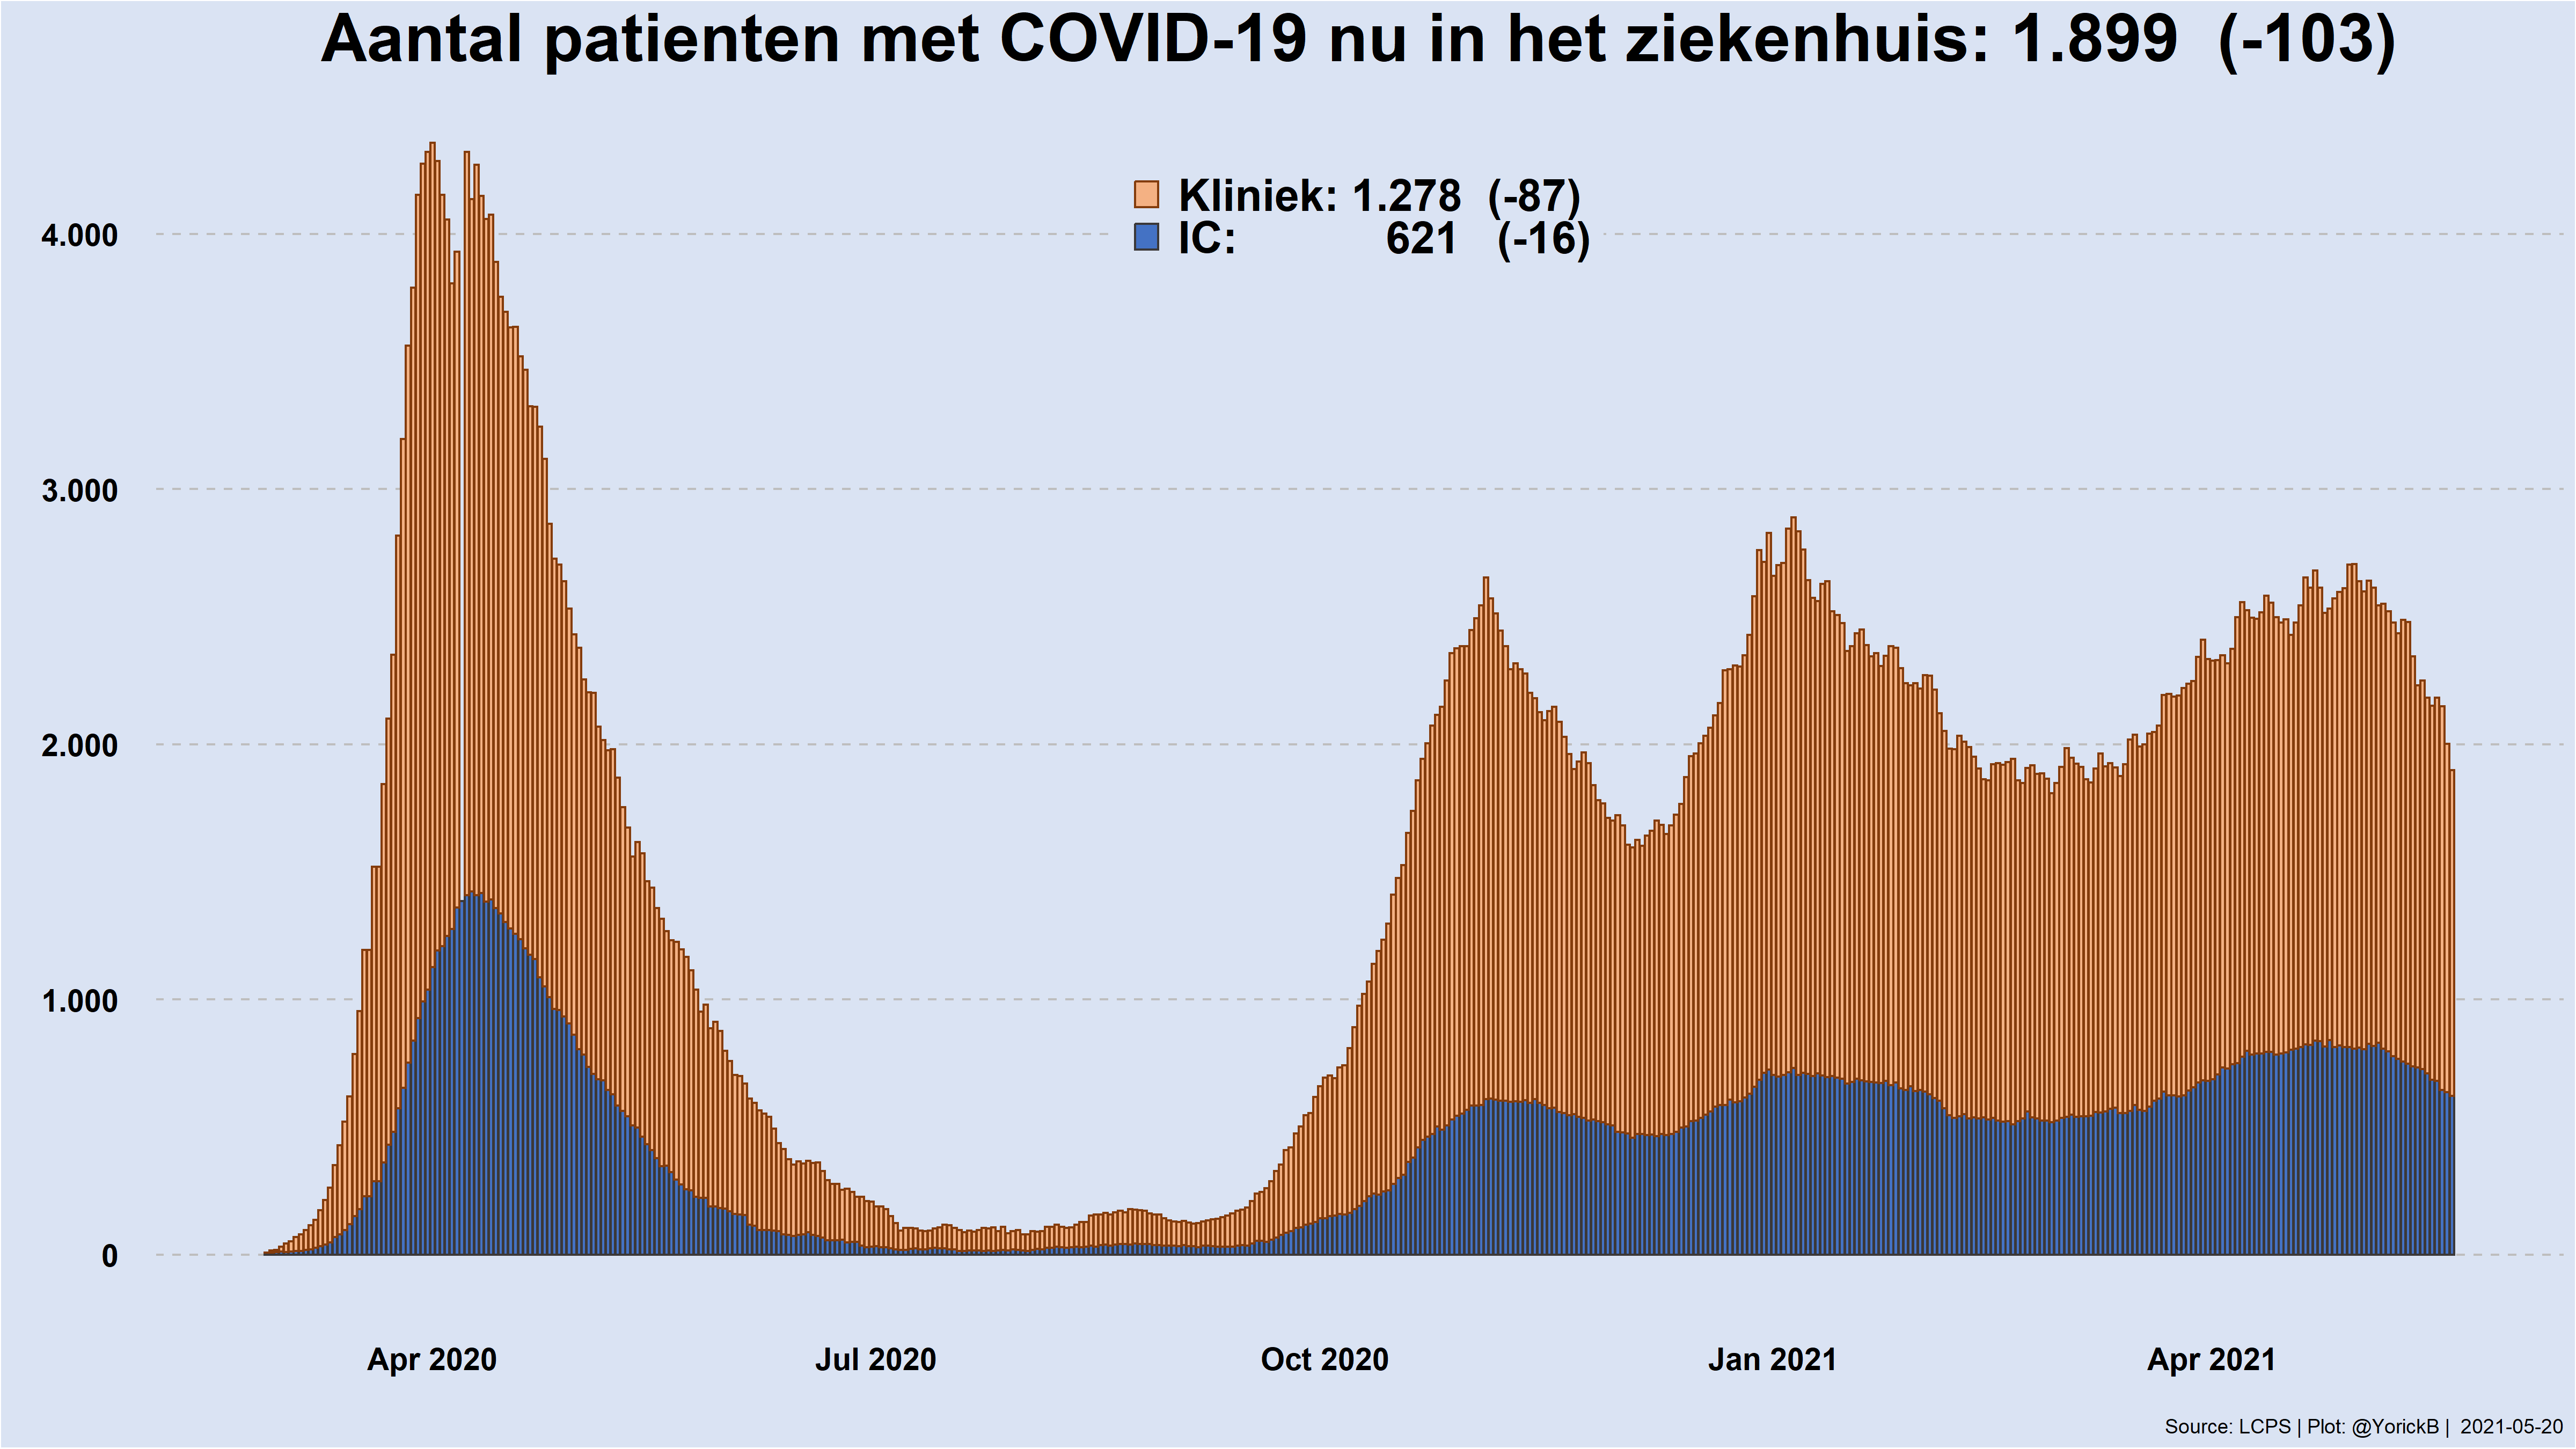 Aantal patienten met COVID-19 nu in het ziekenhuis: 1.899 (-103)
Kliniek: 1.278 (-87)
IC: 621 (-16)
4.000
3.000
2.000
1.000
0
Apr 2020 Jul 2020 Oct 2020 Jan 2021 Apr 2021
Source: LCPS | Plot: @YorickB | 2021-05-20